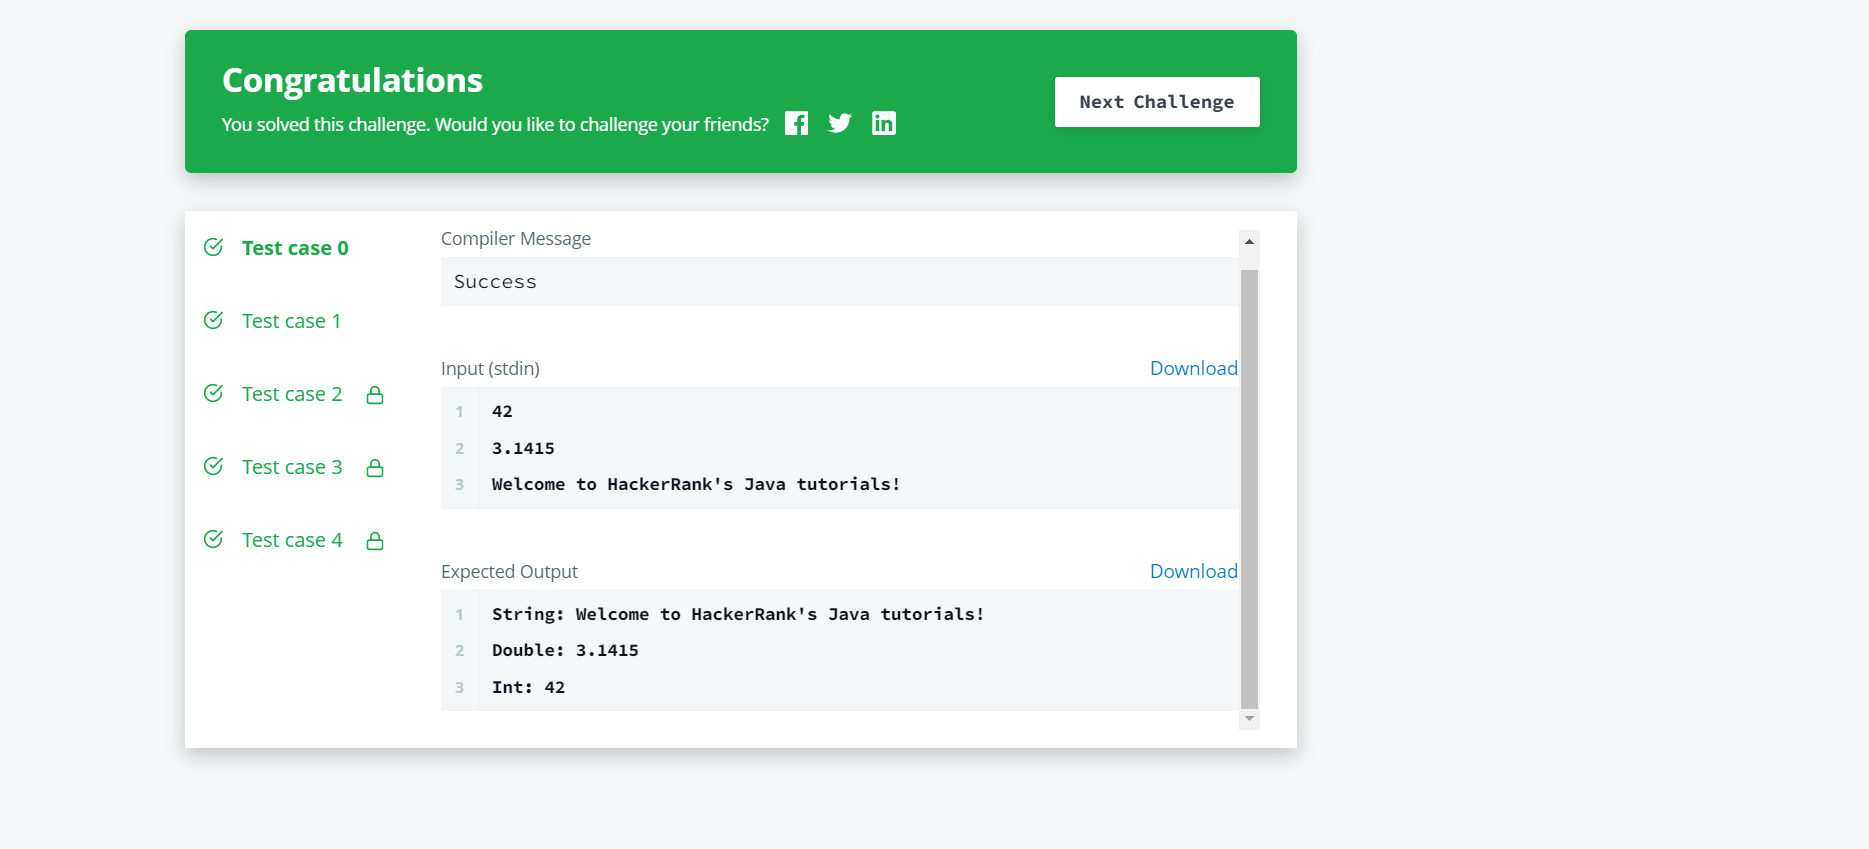 Congratulations
You solved this challenge. Would you like to challenge your friends?
Next Challenge
Test case 0
Test case 1
Test case 2
Test case 3
Test case 4
Compiler Message
Success
Input (stdin)
Download
1 42
2 3.1415
3 Welcome to HackerRank's Java tutorials!
Expected Output
Download
1 String: Welcome to HackerRank's Java tutorials!
2 Double: 3.1415
3 Int: 42